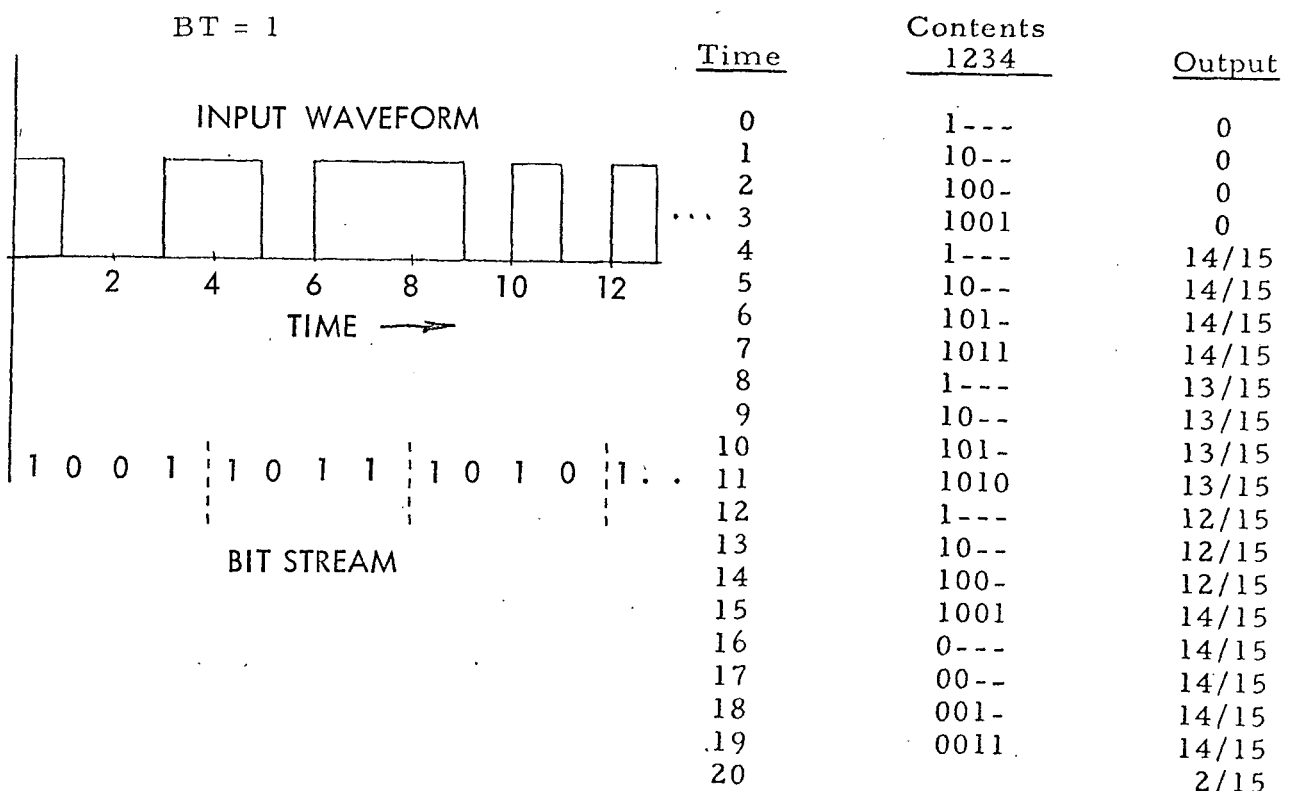 BT = 1
INPUT WAVEFORM
2 4 6 8 10 12
TIME
1 0 0 1 1 0 1 1 1 0 1 0 1 . .
BIT STREAM
Time Contents 1234 Output
0 1--- 0
1 10-- 0
2 100- 0
... 3 1001 0
4 1--- 14/15
5 10-- 14/15
6 101- 14/15
7 1011 14/15
8 1--- 13/15
9 10-- 13/15
10 101- 13/15
11 1010 13/15
12 1--- 12/15
13 10-- 12/15
14 100- 12/15
15 1001 14/15
16 0--- 14/15
17 00-- 14/15
18 001- 14/15
19 0011 14/15
20 2/15